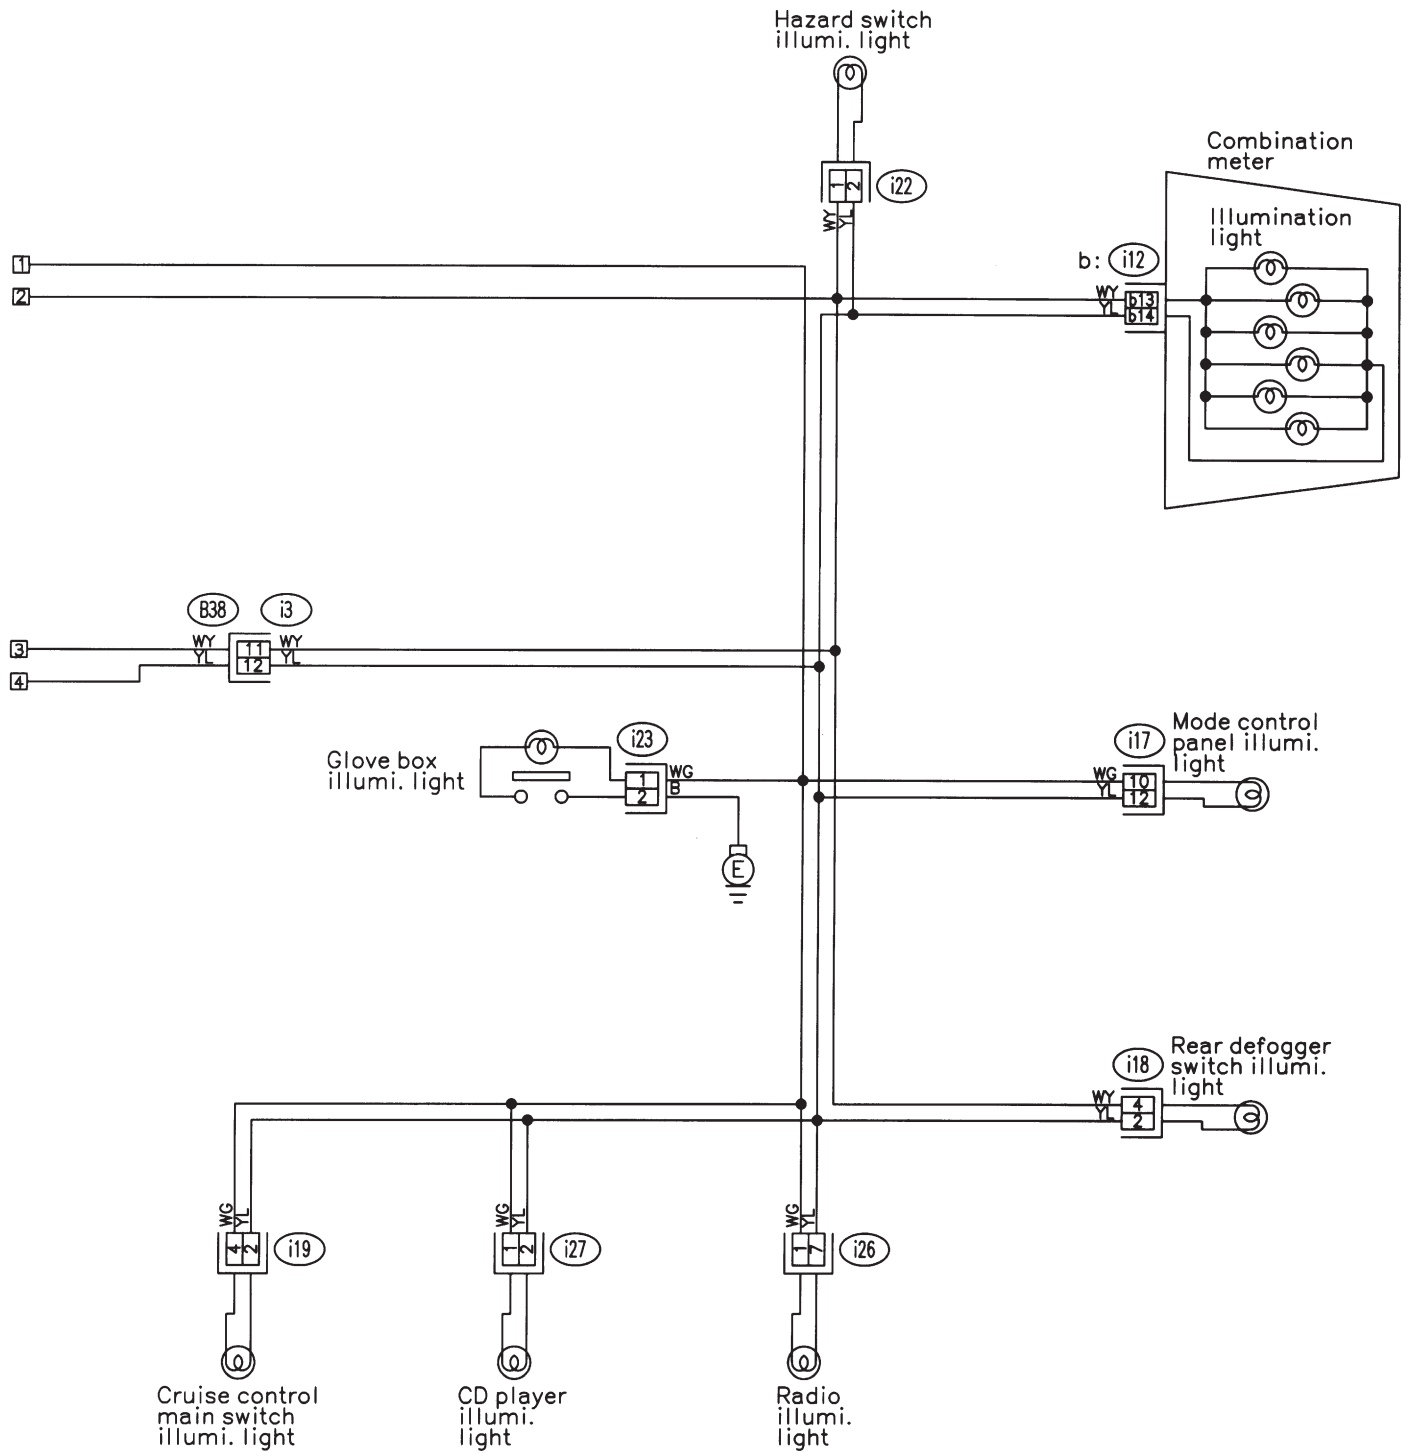 Hazard switch
illumi. light
1
2
i22
WY
YL
Combination
meter
Illumination
light
b: i12
WY
YL
b13
b14
1
2
B38
i3
3
4
WY
YL
11
12
WY
YL
Glove box
illumi. light
i23
1
2
WG
B
E
i17
Mode control
panel illumi.
light
WG
YL
10
12
i18
Rear defogger
switch illumi.
light
WY
YL
4
2
WG
YL
4
2
i19
Cruise control
main switch
illumi. light
WG
YL
1
2
i27
CD player
illumi.
light
WG
YL
1
7
i26
Radio
illumi.
light